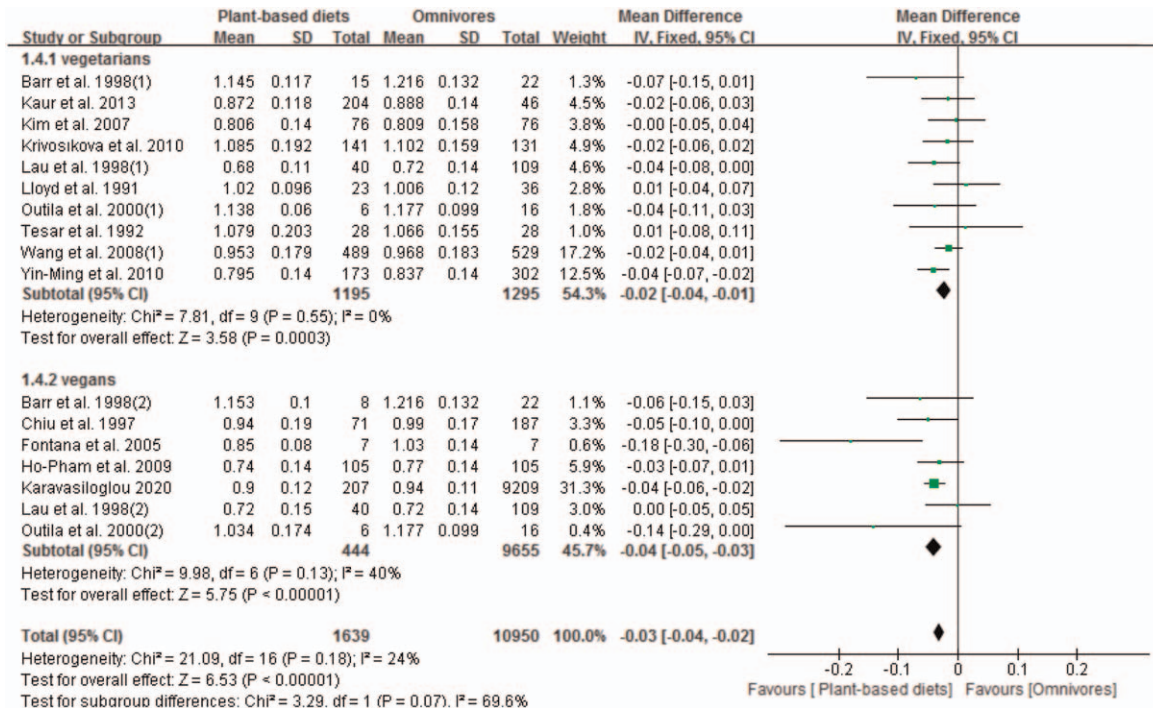 Plant-based diets Omnivores Mean Difference Mean Difference
Study or Subgroup Mean SD Total Mean SD Total Weight IV, Fixed, 95% CI IV, Fixed, 95% CI
1.4.1 vegetarians
Barr et al. 1998(1) 1.145 0.117 15 1.216 0.132 22 1.3% -0.07 [-0.15, 0.01]
Kaur et al. 2013 0.872 0.118 204 0.888 0.14 46 4.5% -0.02 [-0.06, 0.03]
Kim et al. 2007 0.806 0.14 76 0.809 0.158 76 3.8% -0.00 [-0.05, 0.04]
Krivosıkova et al. 2010 1.085 0.192 141 1.102 0.159 131 4.9% -0.02 [-0.06, 0.02]
Lau et al. 1998(1) 0.68 0.11 40 0.72 0.14 109 4.6% -0.04 [-0.08, 0.00]
Lloyd et al. 1991 1.02 0.096 23 1.006 0.12 36 2.8% 0.01 [-0.04, 0.07]
Outila et al. 2000(1) 1.138 0.06 6 1.177 0.099 16 1.8% -0.04 [-0.11, 0.03]
Tesar et al. 1992 1.079 0.203 28 1.066 0.155 28 1.0% 0.01 [-0.08, 0.11]
Wang et al. 2008(1) 0.953 0.179 489 0.968 0.183 529 17.2% -0.02 [-0.04, 0.01]
Yin-Ming et al. 2010 0.795 0.14 173 0.837 0.14 302 12.5% -0.04 [-0.07, -0.02]
Subtotal (95% CI) 1195 1295 54.3% -0.02 [-0.04, -0.01]
Heterogeneity: Chi² = 7.81, df = 9 (P = 0.55); I² = 0%
Test for overall effect: Z = 3.58 (P = 0.0003)
1.4.2 vegans
Barr et al. 1998(2) 1.153 0.1 8 1.216 0.132 22 1.1% -0.06 [-0.15, 0.03]
Chiu et al. 1997 0.94 0.19 71 0.99 0.17 187 3.3% -0.05 [-0.10, 0.00]
Fontana et al. 2005 0.85 0.08 7 1.03 0.14 7 0.6% -0.18 [-0.30, -0.06]
Ho-Pham et al. 2009 0.74 0.14 105 0.77 0.14 105 5.9% -0.03 [-0.07, 0.01]
Karavasiloglou 2020 0.9 0.12 207 0.94 0.11 9209 31.3% -0.04 [-0.06, -0.02]
Lau et al. 1998(2) 0.72 0.15 40 0.72 0.14 109 3.0% 0.00 [-0.05, 0.05]
Outila et al. 2000(2) 1.034 0.174 6 1.177 0.099 16 0.4% -0.14 [-0.29, 0.00]
Subtotal (95% CI) 444 9655 45.7% -0.04 [-0.05, -0.03]
Heterogeneity: Chi² = 9.98, df = 6 (P = 0.13); I² = 40%
Test for overall effect: Z = 5.75 (P < 0.00001)
Total (95% CI) 1639 10950 100.0% -0.03 [-0.04, -0.02]
Heterogeneity: Chi² = 21.09, df = 16 (P = 0.18); I² = 24%
Test for overall effect: Z = 6.53 (P < 0.00001)
Test for subgroup differences: Chi² = 3.29, df = 1 (P = 0.07), I² = 69.6%
-0.2 -0.1 0 0.1 0.2
Favours [ Plant-based diets] Favours [Omnivores]